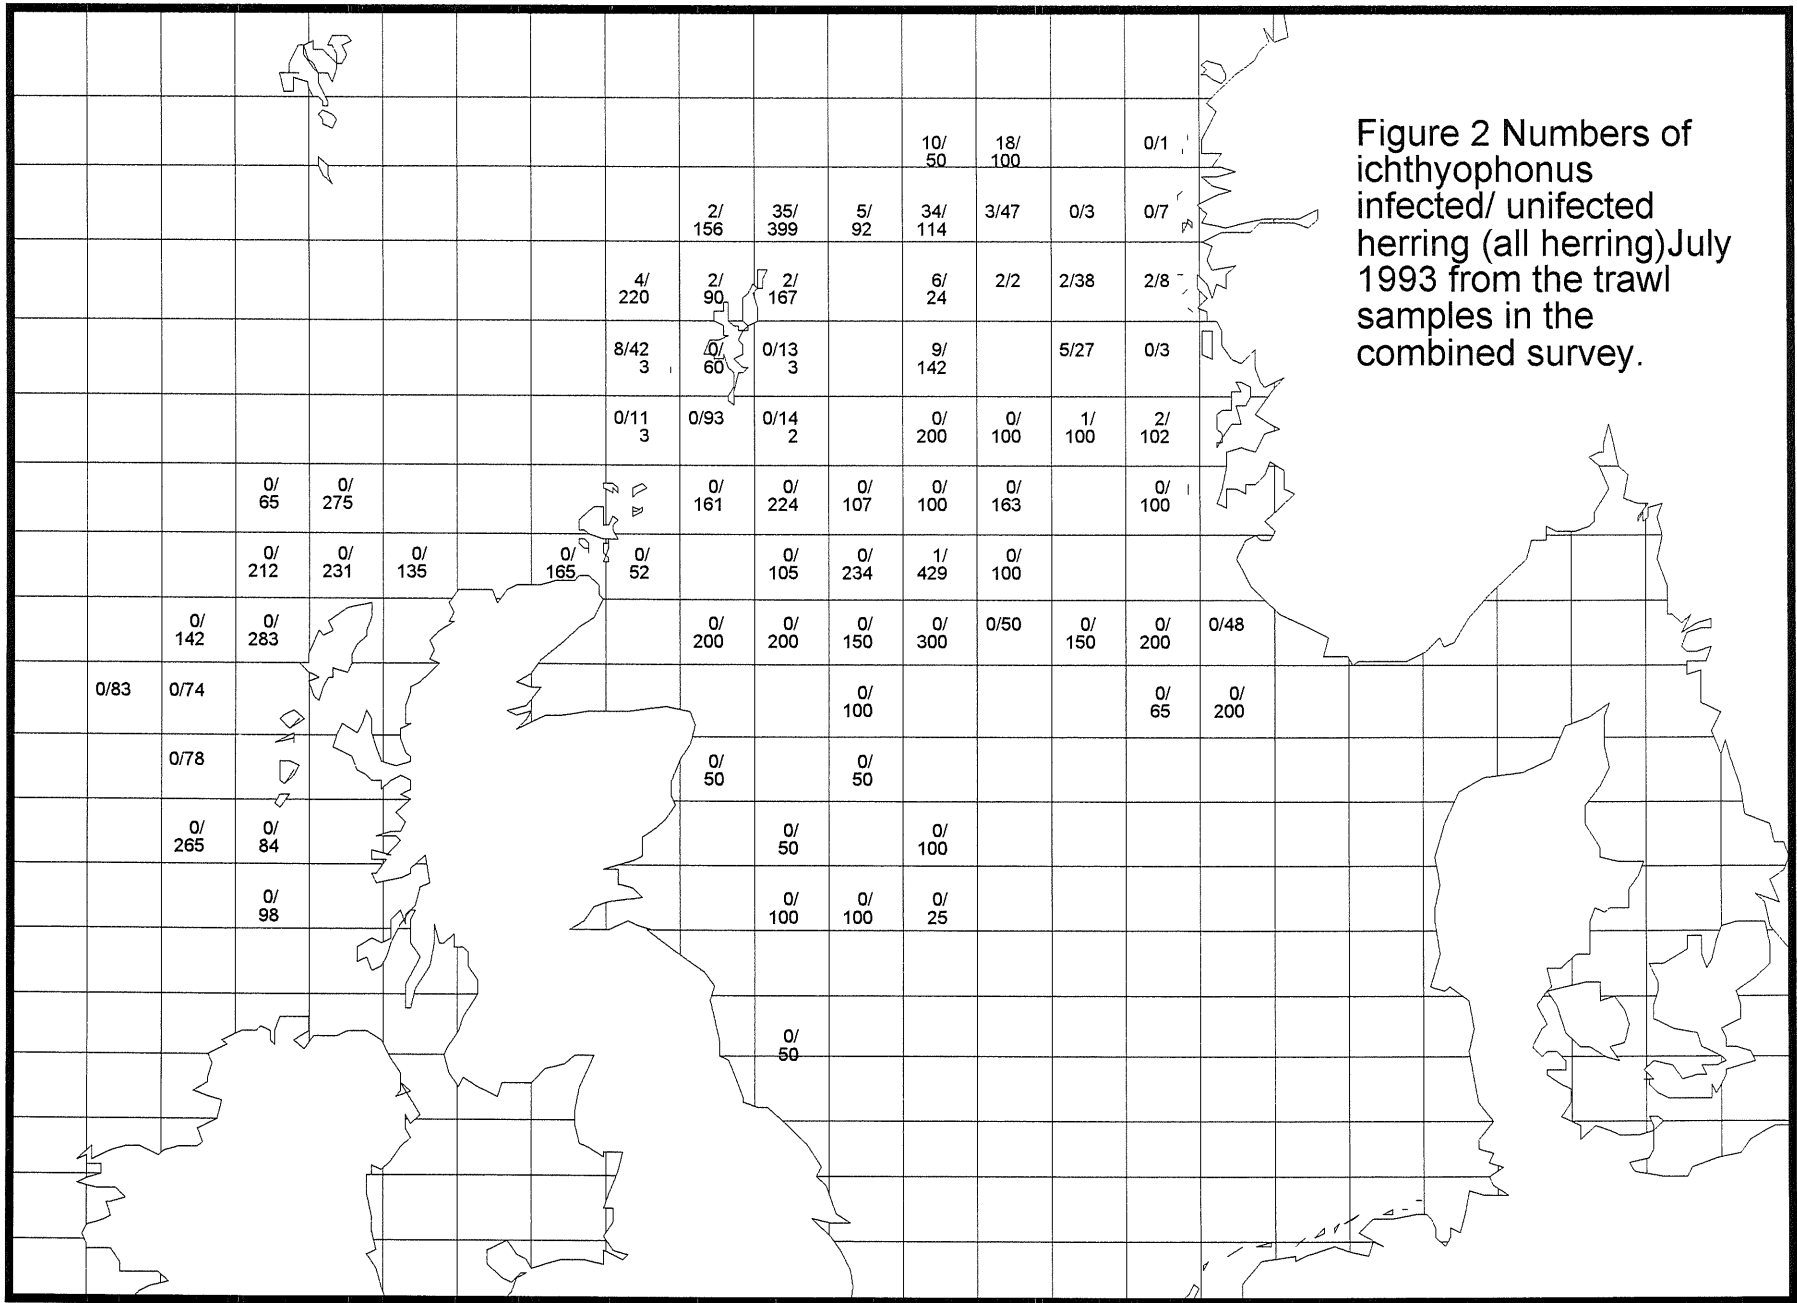 Figure 2 Numbers of
ichthyophonus
infected/ unifected
herring (all herring)July
1993 from the trawl
samples in the
combined survey.
10/ 18/ 0/1
50 100
2/ 35/ 5/ 34/ 3/47 0/3 0/7
156 399 92 114
4/ 2/ 2/ 6/ 2/2 2/38 2/8
220 90 167 24
8/42 0/ 0/13 9/ 5/27 0/3
3 60 3 142
0/11 0/93 0/14 0/ 0/ 1/ 2/
3 2 200 100 100 102
0/ 0/ 0/ 0/ 0/ 0/ 0/ 0/
65 275 161 224 107 100 163 100
0/ 0/ 0/ 0/ 0/ 0/ 0/ 1/ 0/
212 231 135 165 52 105 234 429 100
0/ 0/ 0/ 0/ 0/ 0/ 0/50 0/ 0/ 0/48
142 283 200 200 150 300 150 200
0/83 0/74 0/ 0/ 0/
100 65 200
0/78 0/ 0/
50 50
0/ 0/ 0/ 0/
265 84 50 100
0/ 0/ 0/ 0/
98 100 100 25
0/
50